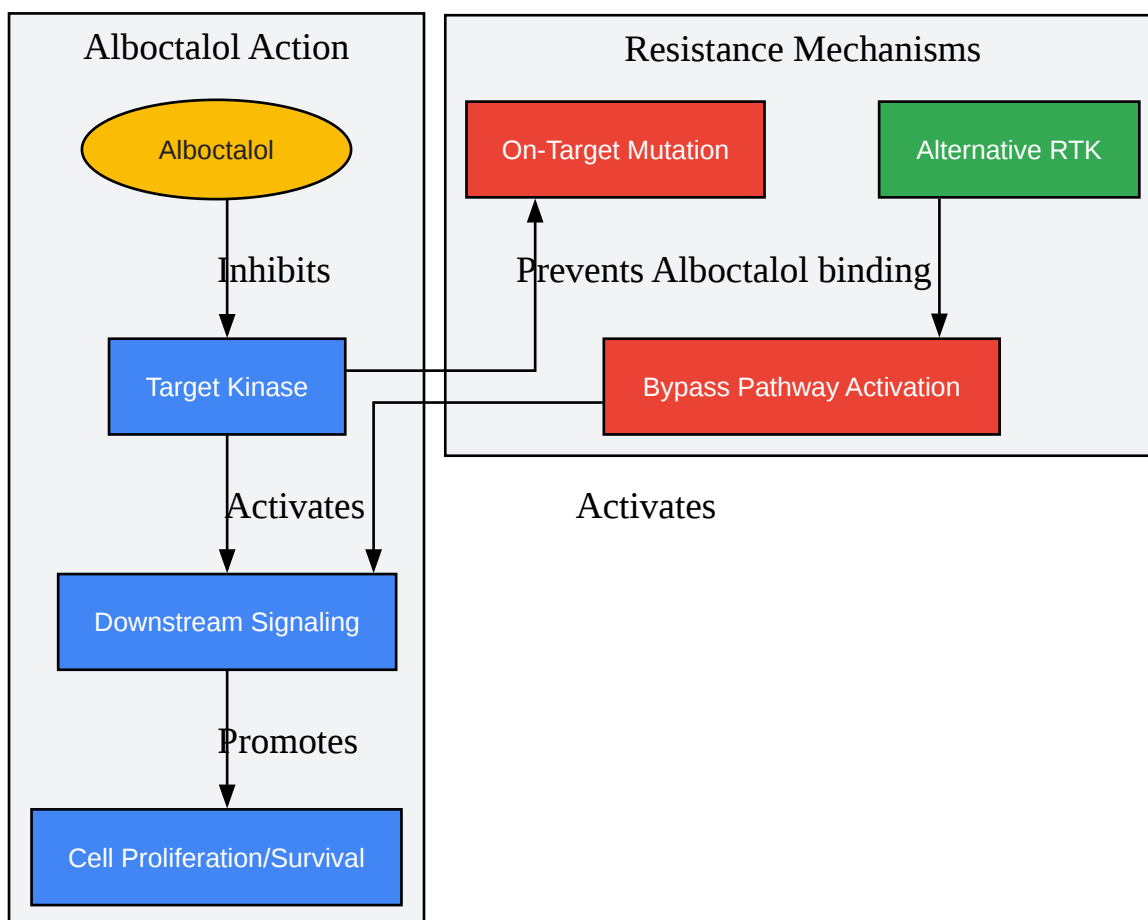 Alboctalol Action
Alboctalol
Inhibits
Target Kinase
Activates
Downstream Signaling
Promotes
Cell Proliferation/Survival
Resistance Mechanisms
On-Target Mutation
Alternative RTK
Prevents Alboctalol binding
Bypass Pathway Activation
Activates